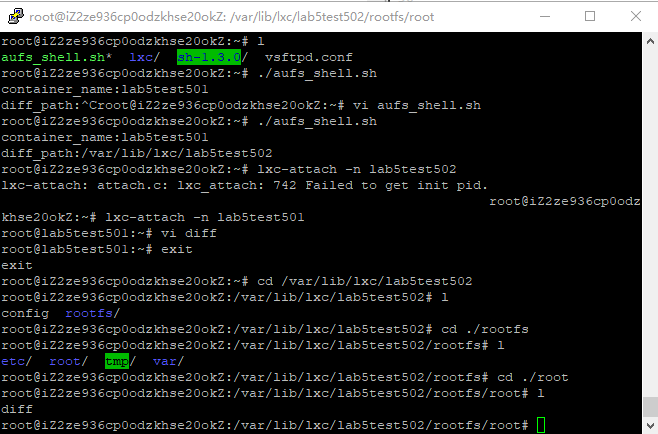 root@iZ2ze936cp0odzkhse20okZ: /var/lib/lxc/lab5test502/rootfs/root
root@iZ2ze936cp0odzkhse20okZ:~# l
aufs_shell.sh*  lxc/  sh-1.3.0/  vsftpd.conf
root@iZ2ze936cp0odzkhse20okZ:~# ./aufs_shell.sh
container_name:lab5test501
diff_path:^Croot@iZ2ze936cp0odzkhse20okZ:~# vi aufs_shell.sh
root@iZ2ze936cp0odzkhse20okZ:~# ./aufs_shell.sh
container_name:lab5test501
diff_path:/var/lib/lxc/lab5test502
root@iZ2ze936cp0odzkhse20okZ:~# lxc-attach -n lab5test502
lxc-attach: attach.c: lxc_attach: 742 Failed to get init pid.
root@iZ2ze936cp0odz
khse20okZ:~# lxc-attach -n lab5test501
root@lab5test501:~# vi diff
root@lab5test501:~# exit
exit
root@iZ2ze936cp0odzkhse20okZ:~# cd /var/lib/lxc/lab5test502
root@iZ2ze936cp0odzkhse20okZ:/var/lib/lxc/lab5test502# l
config  rootfs/
root@iZ2ze936cp0odzkhse20okZ:/var/lib/lxc/lab5test502# cd ./rootfs
root@iZ2ze936cp0odzkhse20okZ:/var/lib/lxc/lab5test502/rootfs# l
etc/  root/  tmp/  var/
root@iZ2ze936cp0odzkhse20okZ:/var/lib/lxc/lab5test502/rootfs# cd ./root
root@iZ2ze936cp0odzkhse20okZ:/var/lib/lxc/lab5test502/rootfs/root# l
diff
root@iZ2ze936cp0odzkhse20okZ:/var/lib/lxc/lab5test502/rootfs/root#